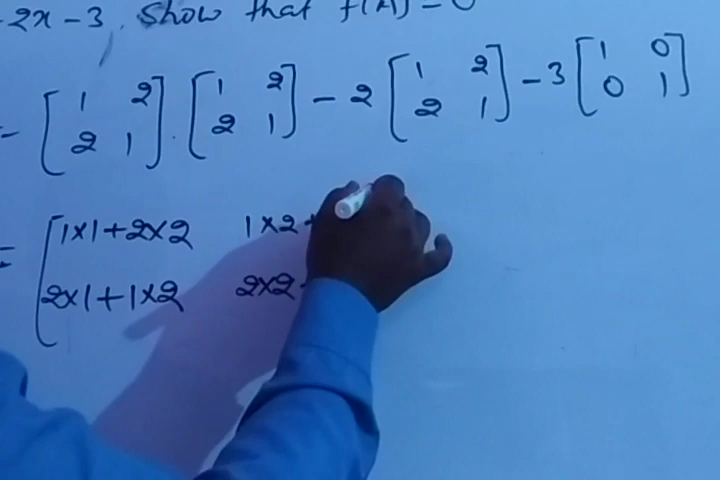 2x - 3, Show that f(A) = 0
= [1 2 2 1] . [1 2 2 1] - 2 [1 2 2 1] - 3 [1 0 0 1]
= [1×1+2×2 1×2+
2×1+1×2 2×2+